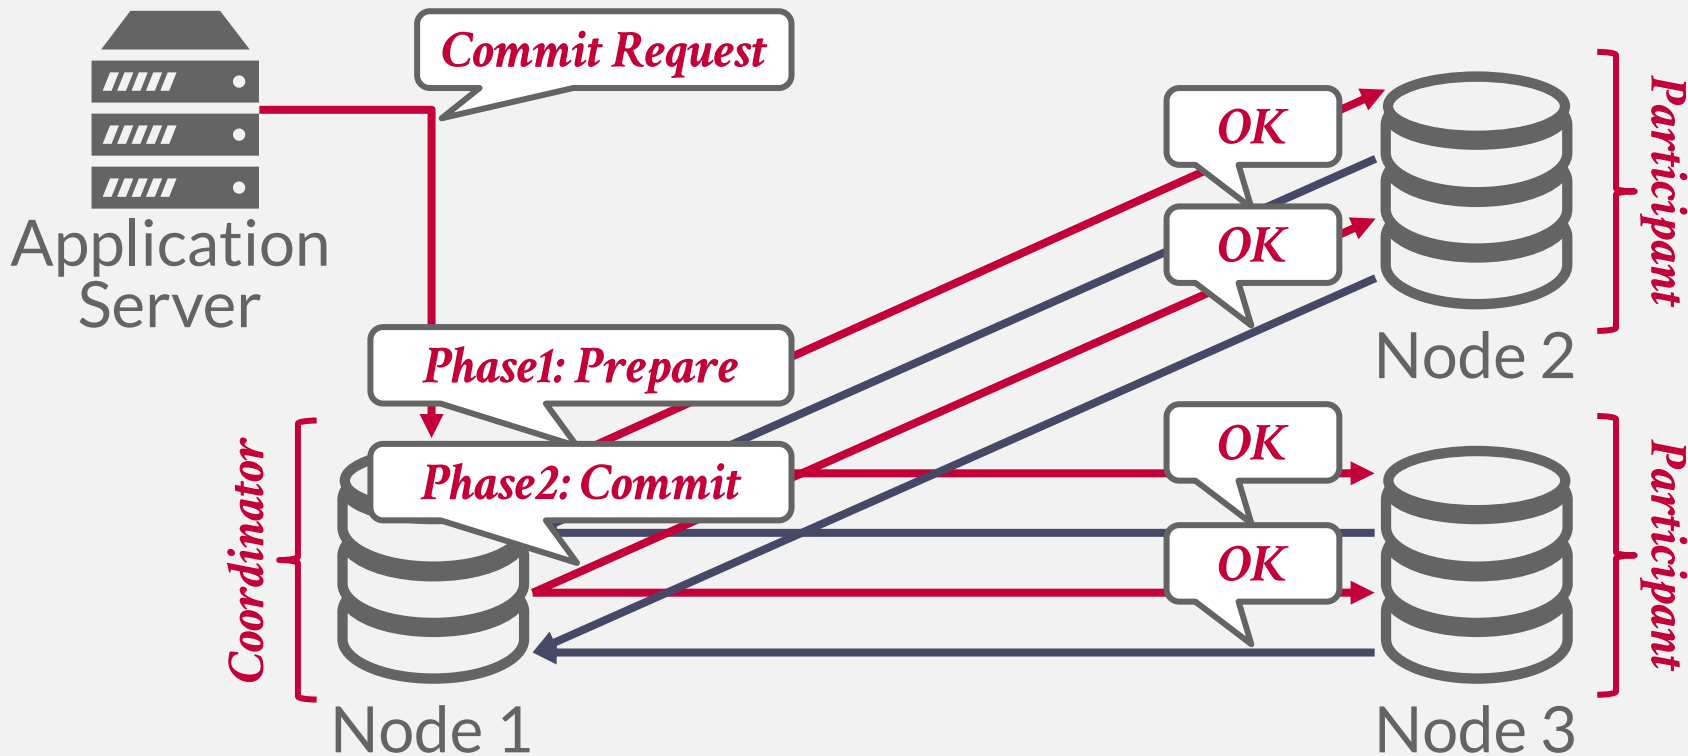 Commit Request
OK
Participant
Application
Server
OK
Node 2
Phase1: Prepare
Coordinator
OK
Participant
Phase2: Commit
OK
Node 1
Node 3